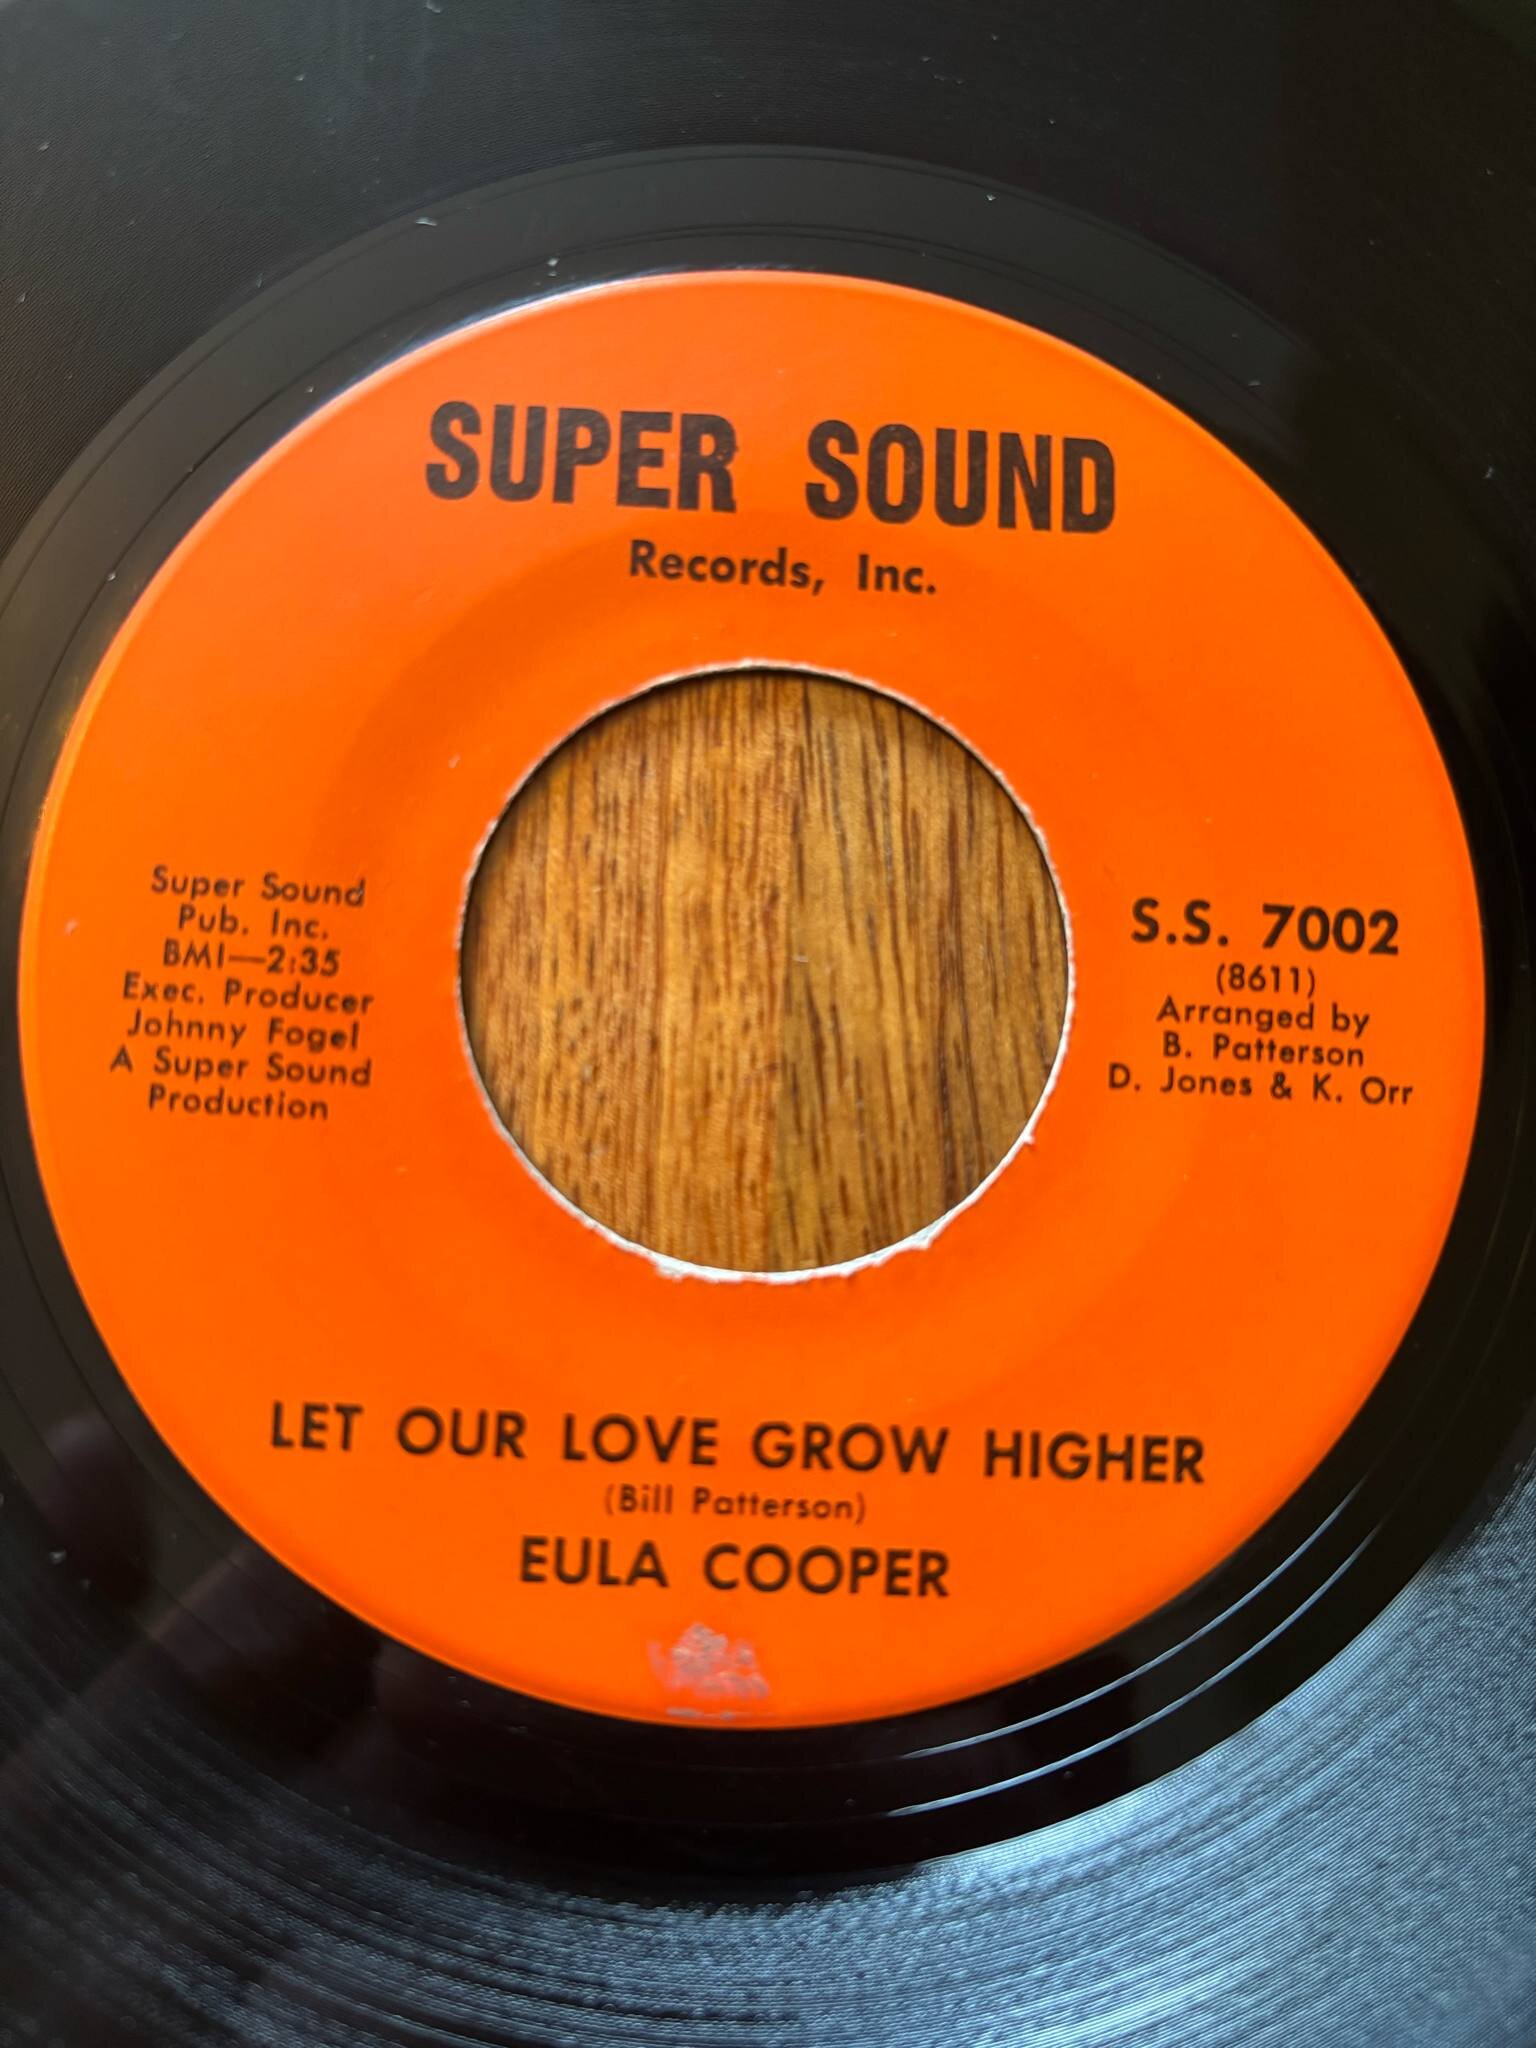 SUPER SOUND
Records, Inc.
Super Sound
Pub. Inc.
BMI—2:35
Exec. Producer
Johnny Fogel
A Super Sound
Production
S.S. 7002
(8611)
Arranged by
B. Patterson
D. Jones & K. Orr
LET OUR LOVE GROW HIGHER
(Bill Patterson)
EULA COOPER